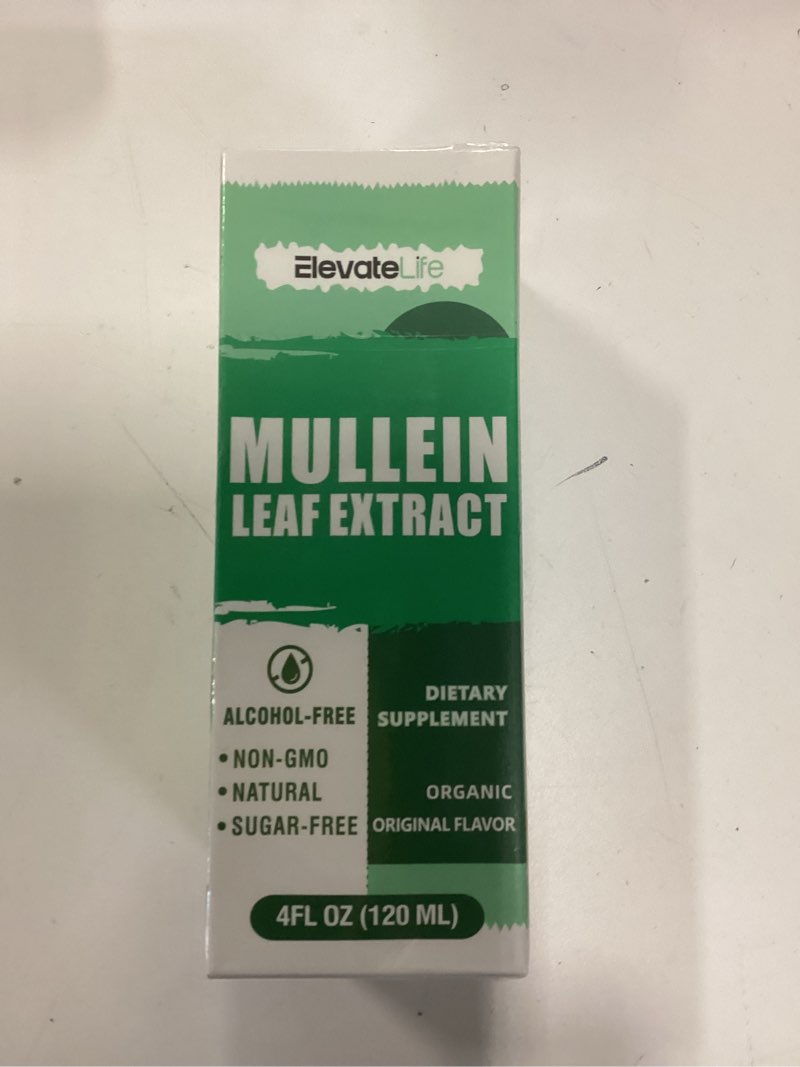 ElevateLife
MULLEIN
LEAF EXTRACT
ALCOHOL-FREE
• NON-GMO
• NATURAL
• SUGAR-FREE
DIETARY
SUPPLEMENT
ORGANIC
ORIGINAL FLAVOR
4FL OZ (120 ML)